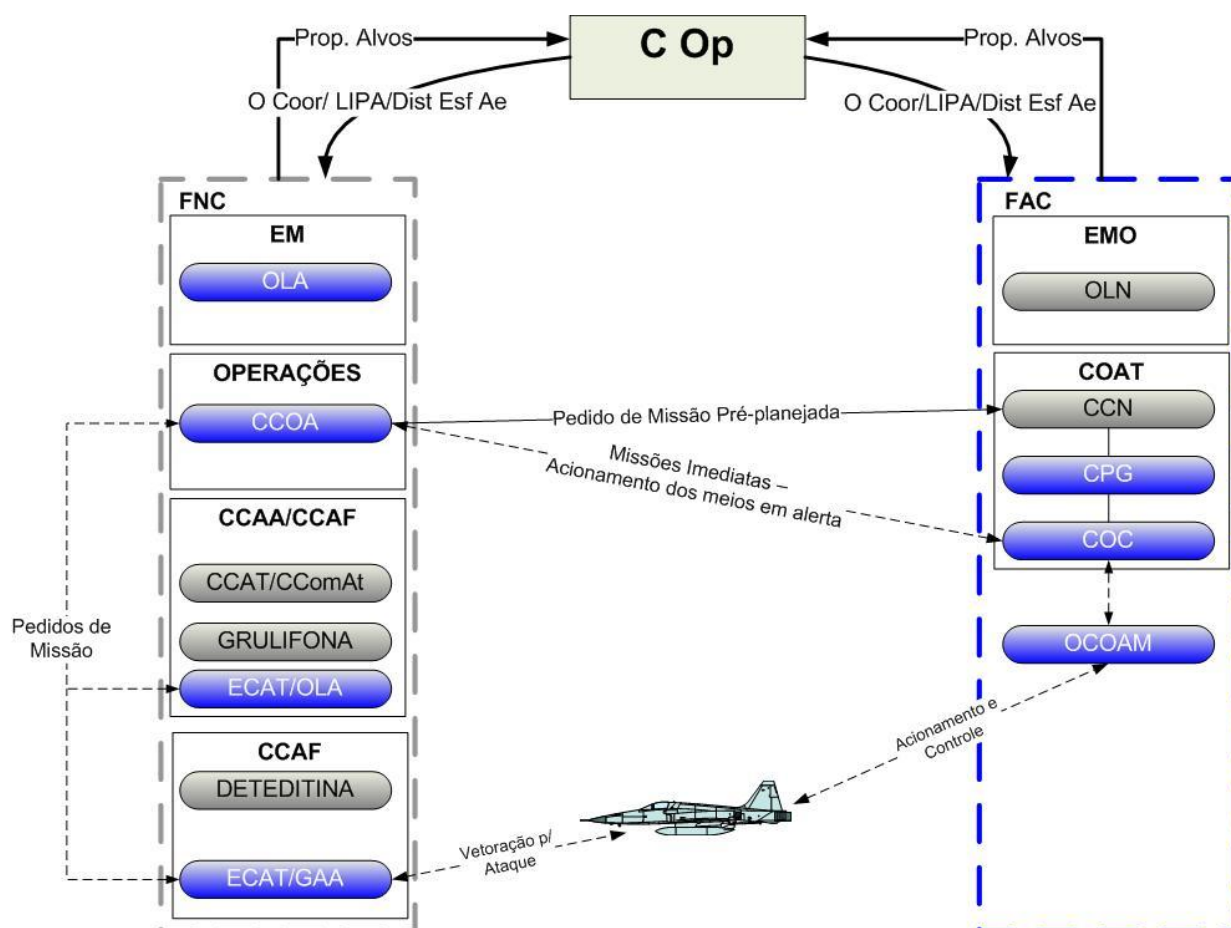 C Op
Prop. Alvos
Prop. Alvos
O Coor/ LIPA/Dist Esf Ae
O Coor/LIPA/Dist Esf Ae
FNC
EM
OLA
OPERAÇÕES
CCOA
CCAA/CCAF
CCAT/CComAt
GRULIFONA
ECAT/OLA
CCAF
DETEDITINA
ECAT/GAA
Pedidos de
Missão
Pedido de Missão Pré-planejada
Missões Imediatas –
Acionamento dos meios em alerta
Vetoração p/
Ataque
Acionamento e
Controle
FAC
EMO
OLN
COAT
CCN
CPG
COC
OCOAM